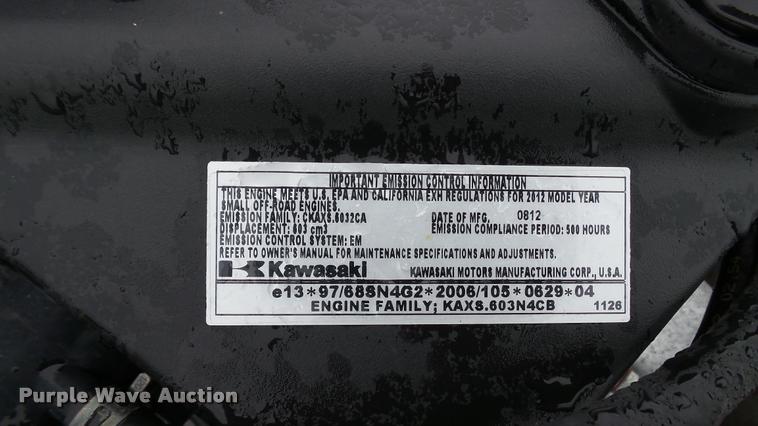 IMPORTANT EMISSION CONTROL INFORMATION
THIS ENGINE MEETS U.S. EPA AND CALIFORNIA EXH REGULATIONS FOR 2012 MODEL YEAR
SMALL OFF-ROAD ENGINES.
EMISSION FAMILY: CKAXS.6032CA DATE OF MFG. 0812
DISPLACEMENT: 603 cm3 EMISSION COMPLIANCE PERIOD: 500 HOURS
EMISSION CONTROL SYSTEM: EM
REFER TO OWNER'S MANUAL FOR MAINTENANCE SPECIFICATIONS AND ADJUSTMENTS.
Kawasaki KAWASAKI MOTORS MANUFACTURING CORP., U.S.A.
e13*97/68SN4G2*2006/105*0629*04
ENGINE FAMILY; KAXS.603N4CB 1126
Purple Wave Auction